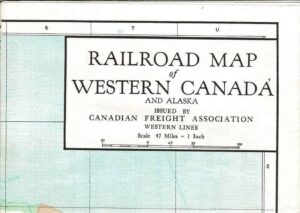 S T U
RAILROAD MAP
of
WESTERN CANADA
AND ALASKA
ISSUED BY
CANADIAN FREIGHT ASSOCIATION
WESTERN LINES
Scale 47 Miles = 1 Inch
2